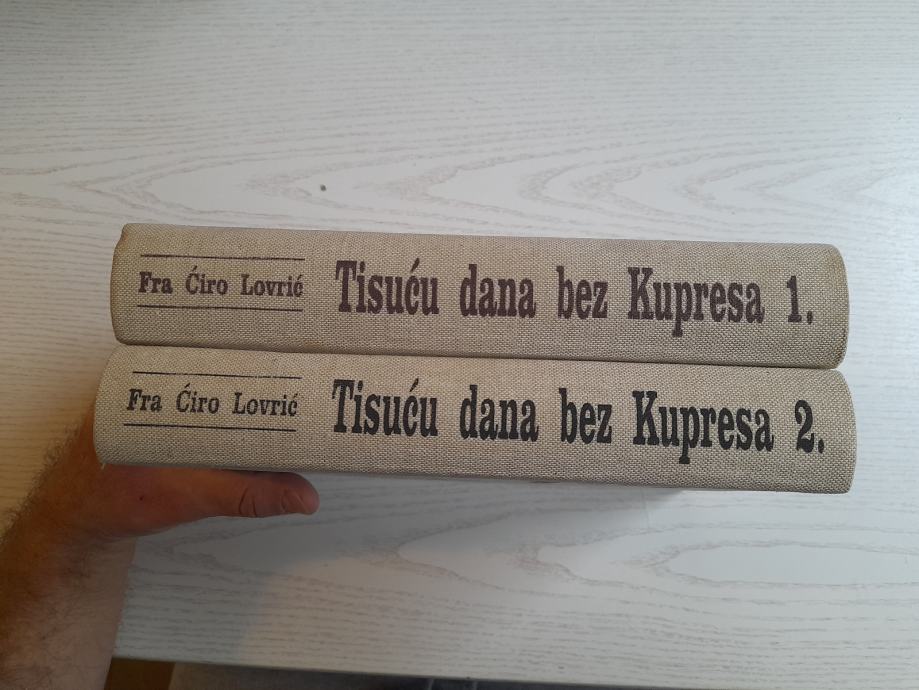 Fra Ćiro Lovrić Tisuću dana bez Kupresa 1.
Fra Ćiro Lovrić Tisuću dana bez Kupresa 2.